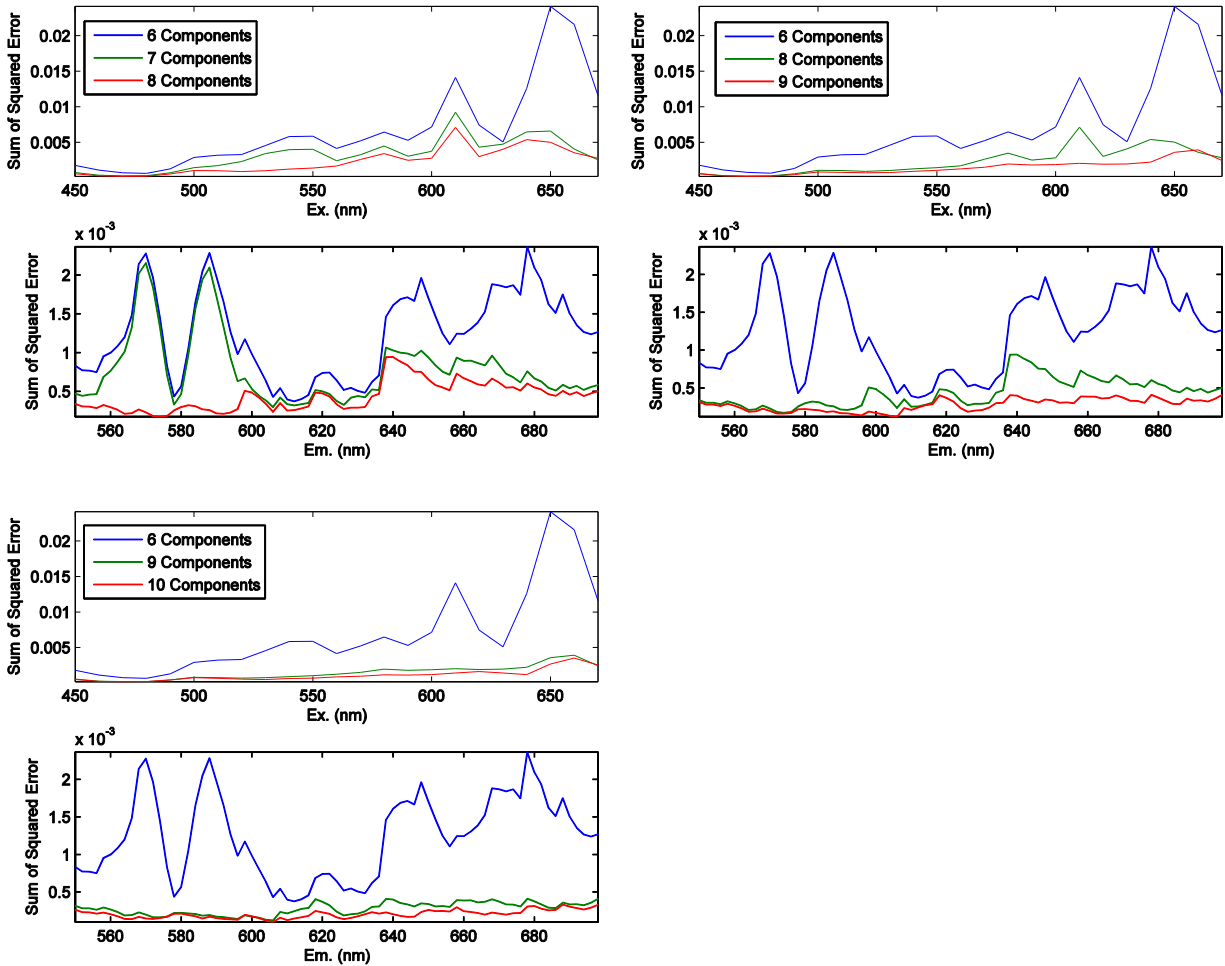 6 Components
7 Components
8 Components
Sum of Squared Error
0.02
0.015
0.01
0.005
450 500 550 600 650
Ex. (nm)
x 10⁻³
Sum of Squared Error
2
1.5
1
0.5
560 580 600 620 640 660 680
Em. (nm)
6 Components
8 Components
9 Components
Sum of Squared Error
0.02
0.015
0.01
0.005
450 500 550 600 650
Ex. (nm)
x 10⁻³
Sum of Squared Error
2
1.5
1
0.5
560 580 600 620 640 660 680
Em. (nm)
6 Components
9 Components
10 Components
Sum of Squared Error
0.02
0.015
0.01
0.005
450 500 550 600 650
Ex. (nm)
x 10⁻³
Sum of Squared Error
2
1.5
1
0.5
560 580 600 620 640 660 680
Em. (nm)